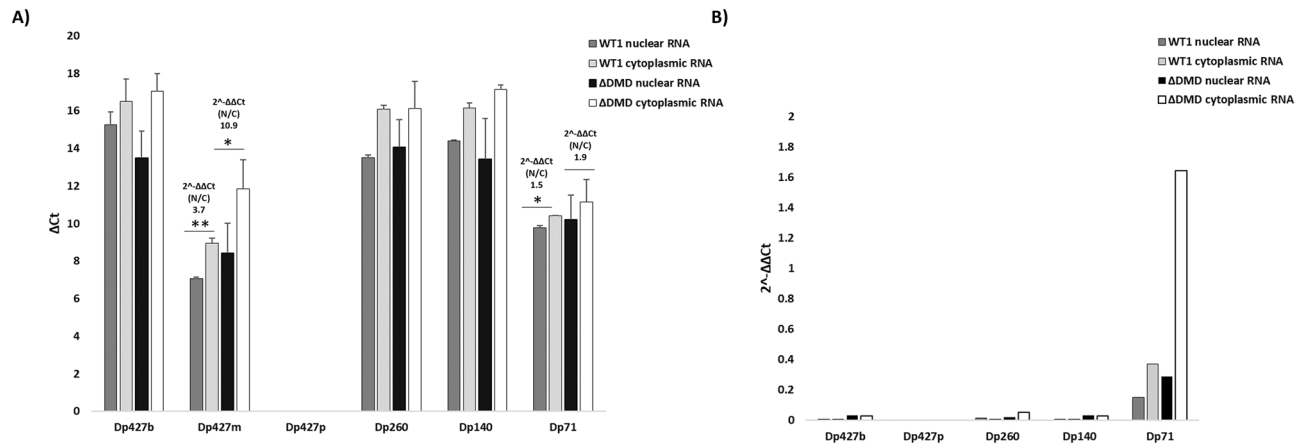 A)
20
18
16
14
12
10
8
6
4
2
0
ΔCt
WT1 nuclear RNA
WT1 cytoplasmic RNA
ΔDMD nuclear RNA
ΔDMD cytoplasmic RNA
2^-ΔΔCt
(N/C)
3.7
**
2^-ΔΔCt
(N/C)
10.9
*
2^-ΔΔCt
(N/C)
1.5
*
2^-ΔΔCt
(N/C)
1.9
Dp427b Dp427m Dp427p Dp260 Dp140 Dp71
B)
WT1 nuclear RNA
WT1 cytoplasmic RNA
ΔDMD nuclear RNA
ΔDMD cytoplasmic RNA
2
1.8
1.6
1.4
1.2
1
0.8
0.6
0.4
0.2
0
2^-ΔΔCt
Dp427b Dp427p Dp260 Dp140 Dp71